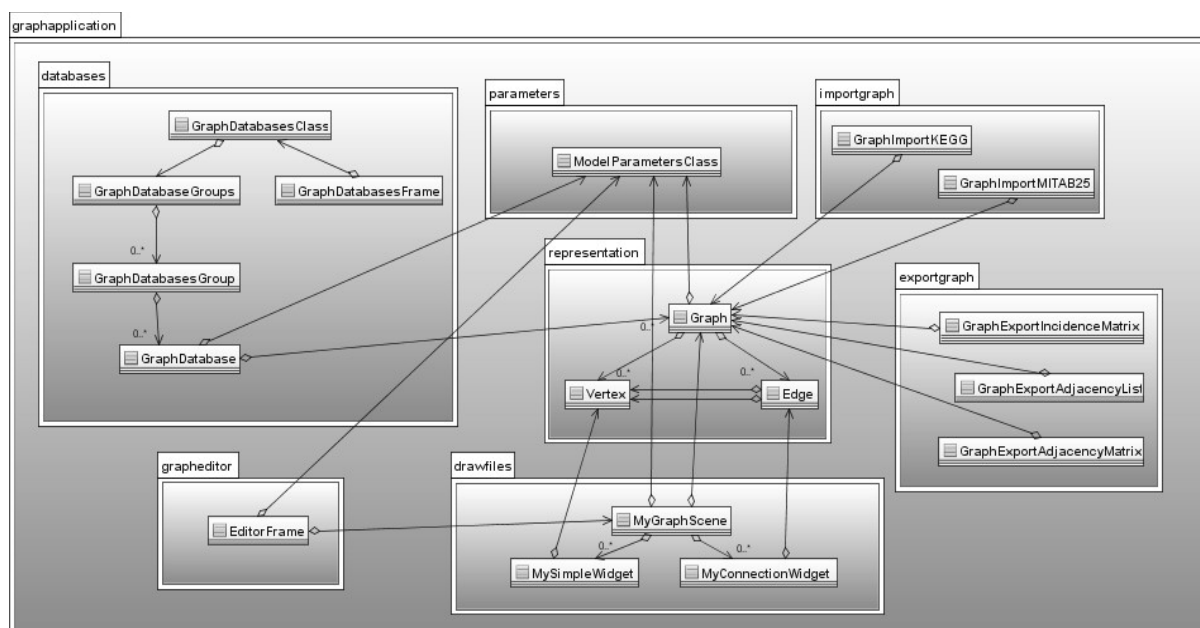 graphapplication
databases
GraphDatabasesClass
GraphDatabaseGroups
GraphDatabasesFrame
0..*
GraphDatabasesGroup
0..*
GraphDatabase
parameters
ModelParametersClass
importgraph
GraphImportKEGG
GraphImportMITAB25
representation
Graph
0..*
0..*
0..*
Vertex
Edge
exportgraph
GraphExportIncidenceMatrix
GraphExportAdjacencyList
GraphExportAdjacencyMatrix
grapheditor
EditorFrame
drawfiles
MyGraphScene
0..*
0..*
MySimpleWidget
MyConnectionWidget